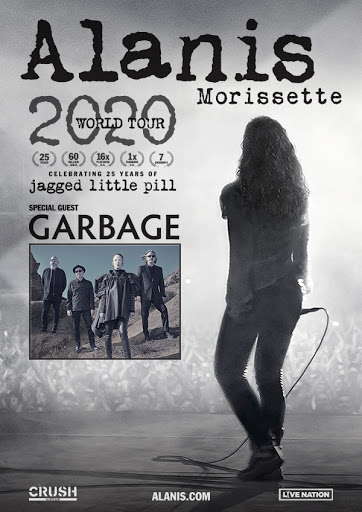 Alanis
Morissette
2020
WORLD TOUR
25
60
16x
1x
7
CELEBRATING 25 YEARS OF
jagged little pill
SPECIAL GUEST
GARBAGE
CRUSH
ALANIS.COM
LIVE NATION